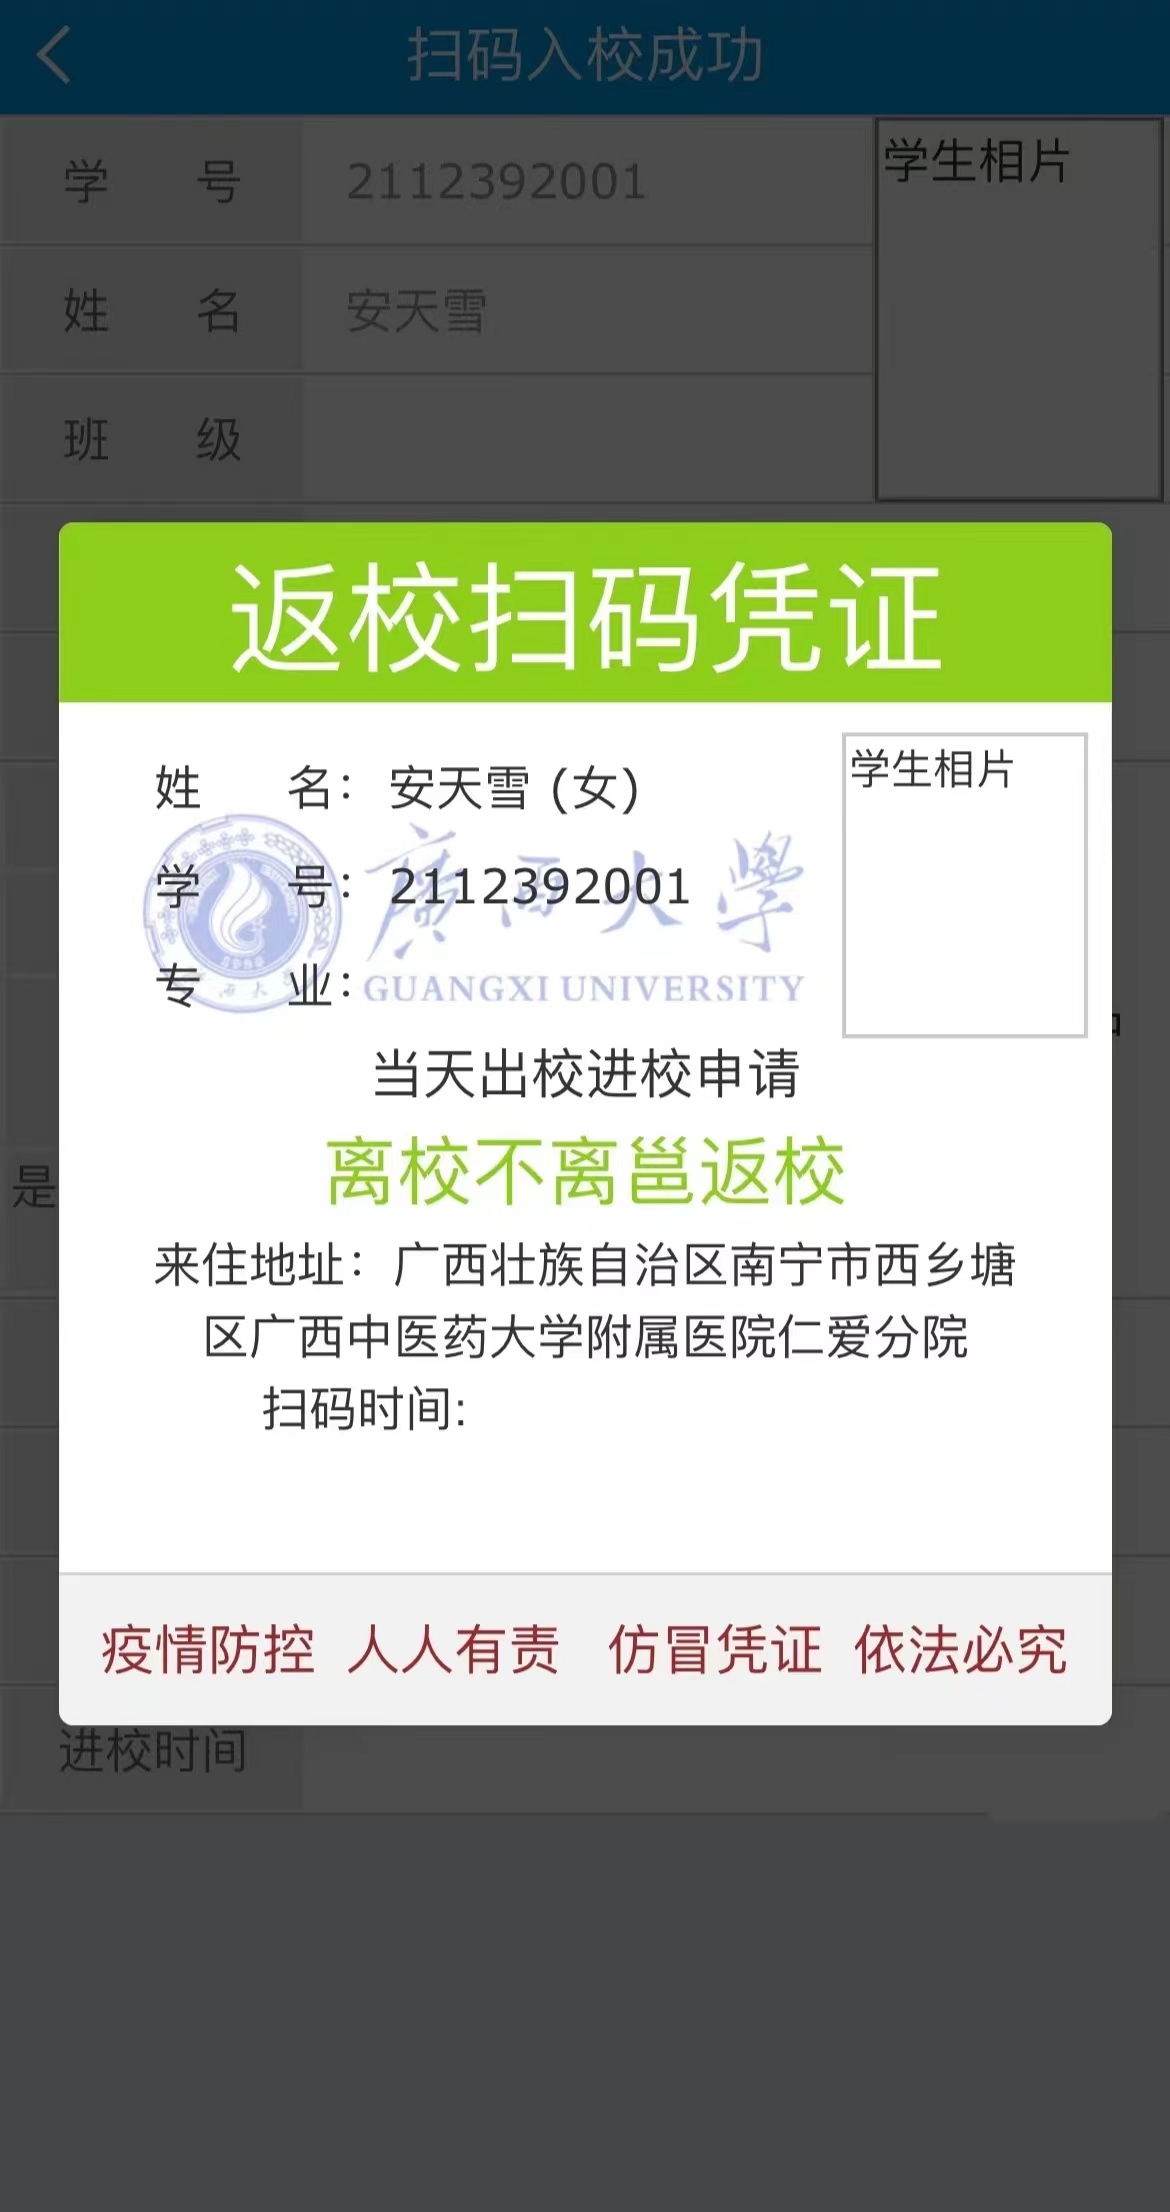 扫码入校成功
学 号 2112392001
学生相片
姓 名 安天雪
班 级
返校扫码凭证
姓 名：安天雪 (女)
学生相片
学 号：2112392001
廣西大學
专 业：
GUANGXI UNIVERSITY
当天出校进校申请
离校不离邕返校
是
来住地址：广西壮族自治区南宁市西乡塘
区广西中医药大学附属医院仁爱分院
扫码时间:
疫情防控 人人有责 仿冒凭证 依法必究
进校时间